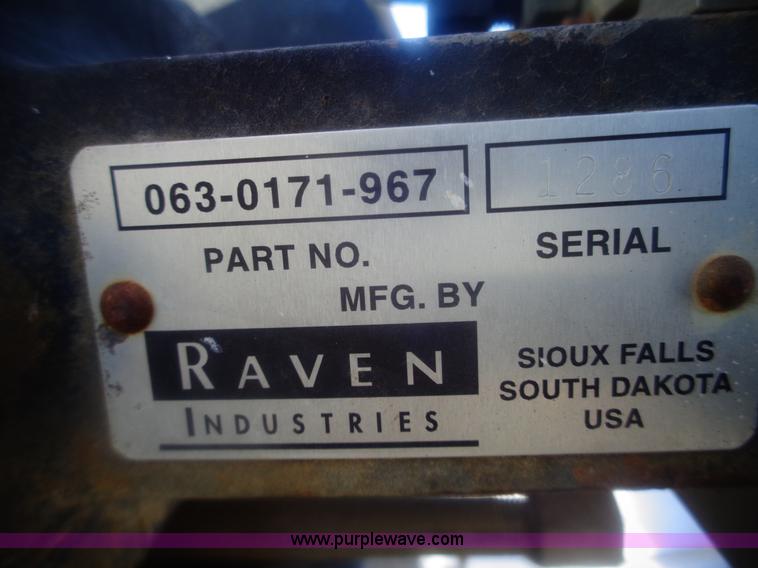 063-0171-967 1286
PART NO. SERIAL
MFG. BY
RAVEN
INDUSTRIES
SIOUX FALLS
SOUTH DAKOTA
USA
www.purplewave.com